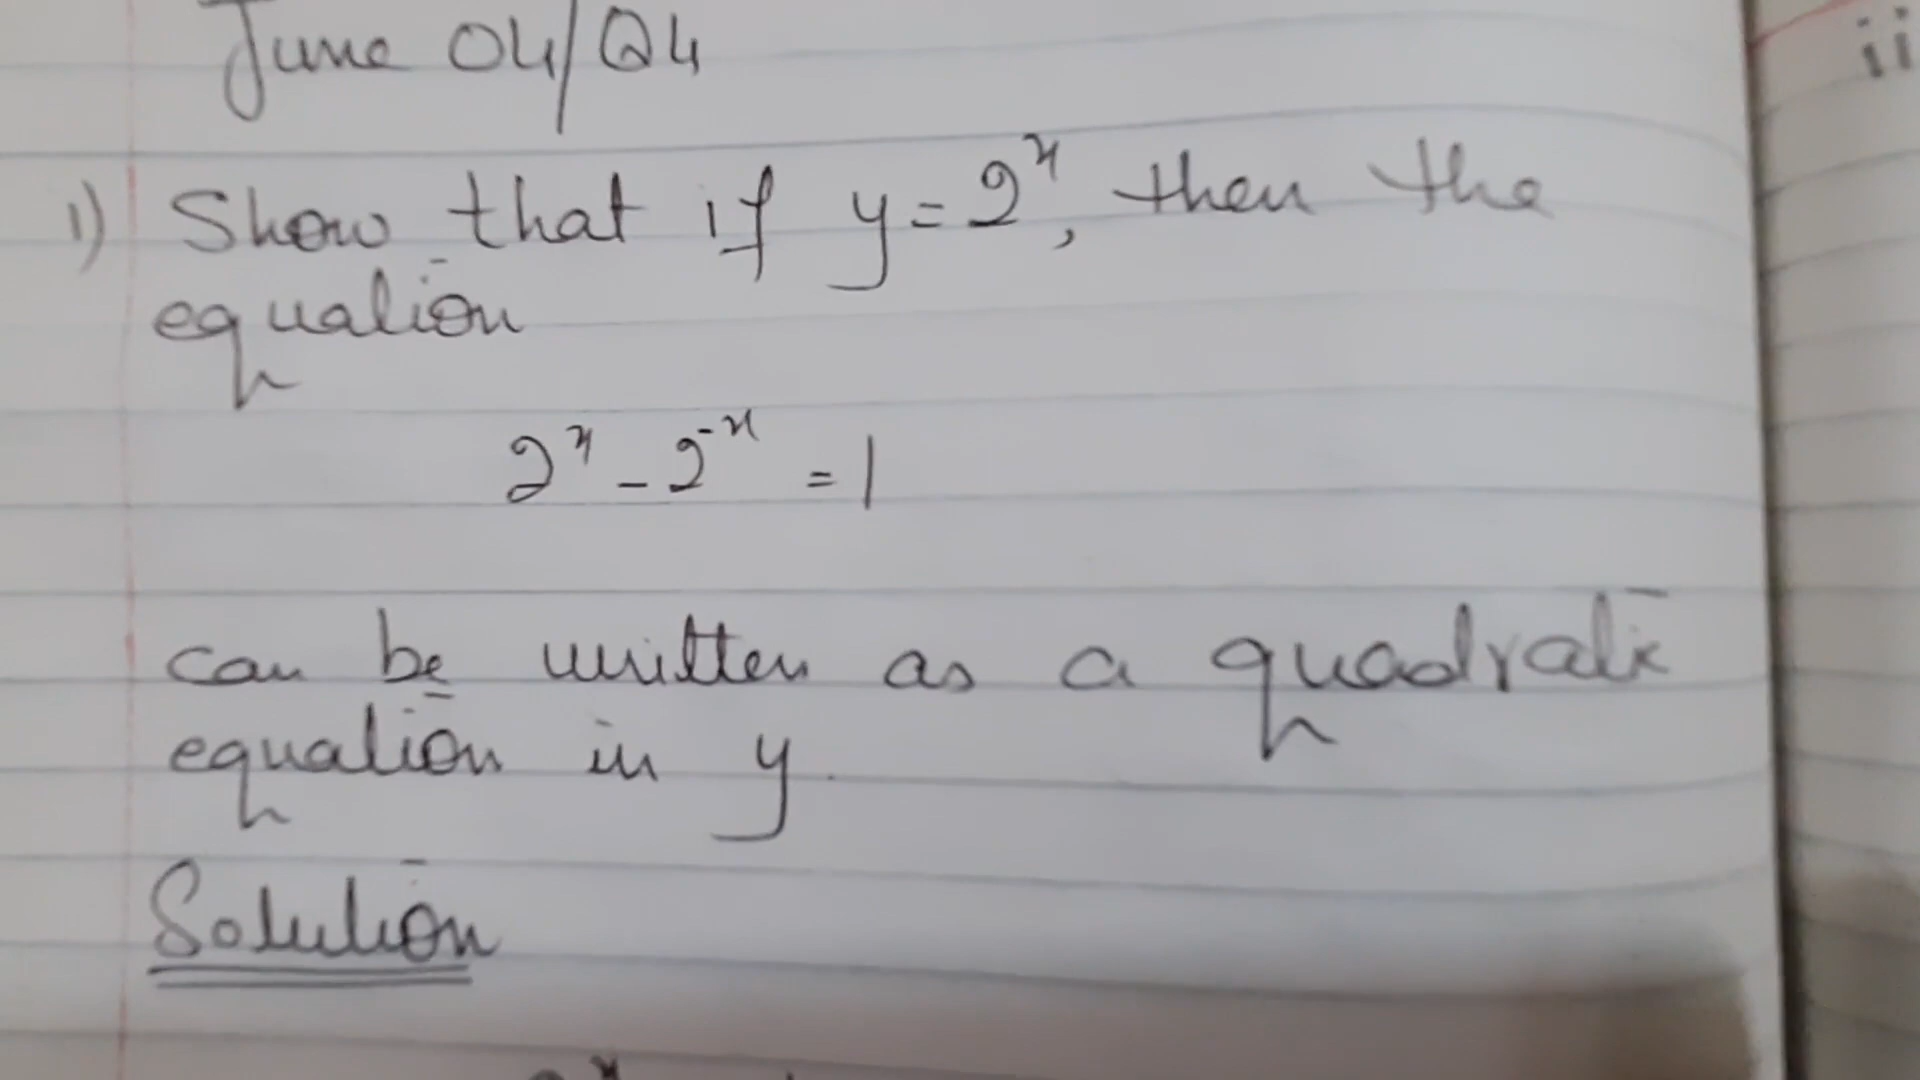 June 04/Q4
1) Show that if y = 2^x, then the
equation
2^x - 2^-x = 1
can be written as a quadratic
equation in y.
Solution
ii